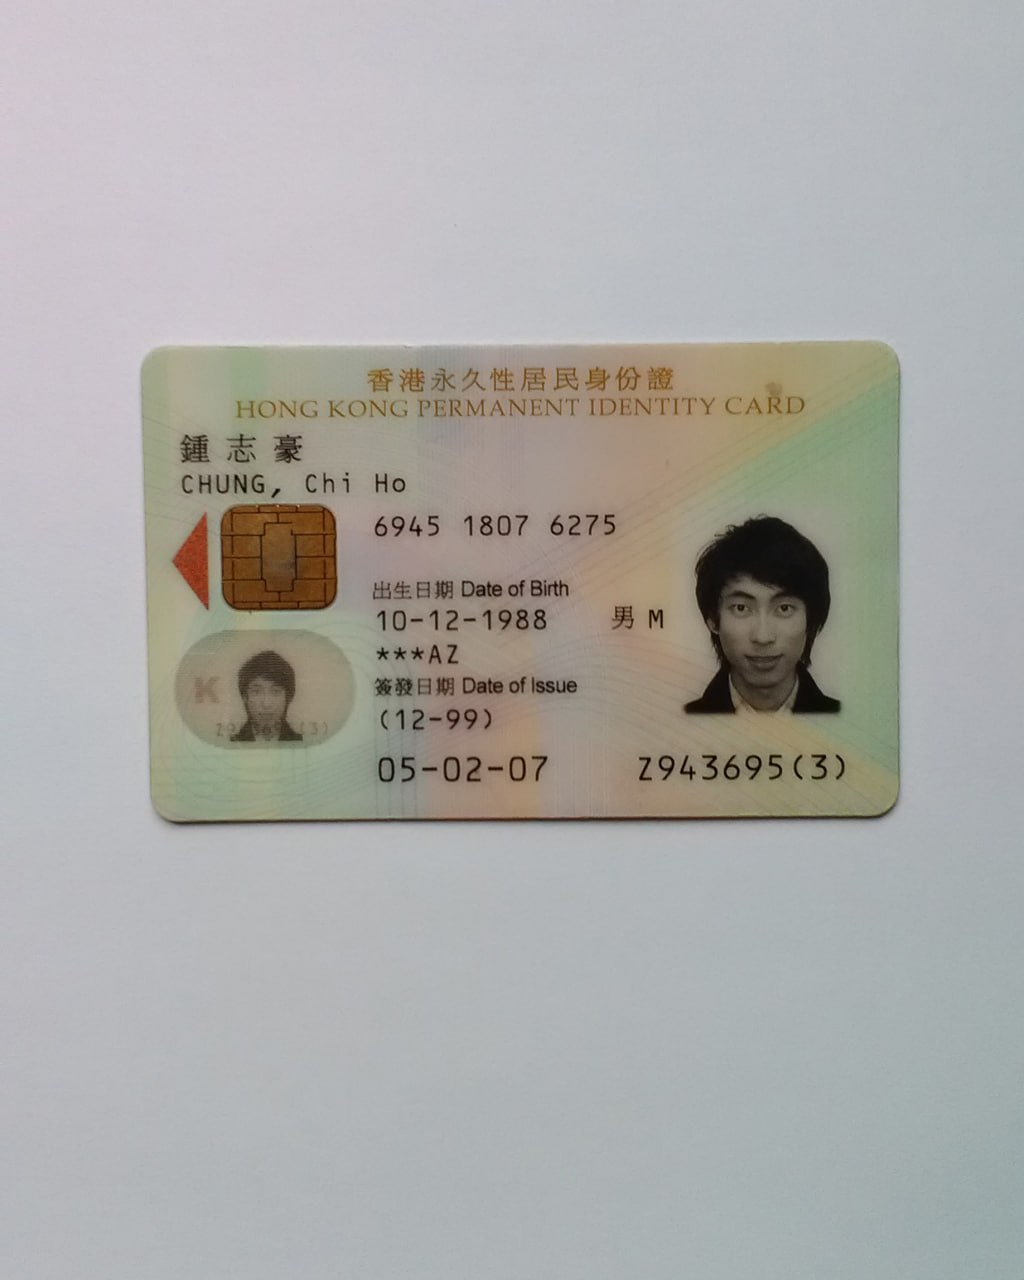 香港永久性居民身份證
HONG KONG PERMANENT IDENTITY CARD
鍾志豪
CHUNG, Chi Ho
6945 1807 6275
出生日期 Date of Birth
10-12-1988 男 M
***AZ
簽發日期 Date of Issue
(12-99)
05-02-07 Z943695(3)
K